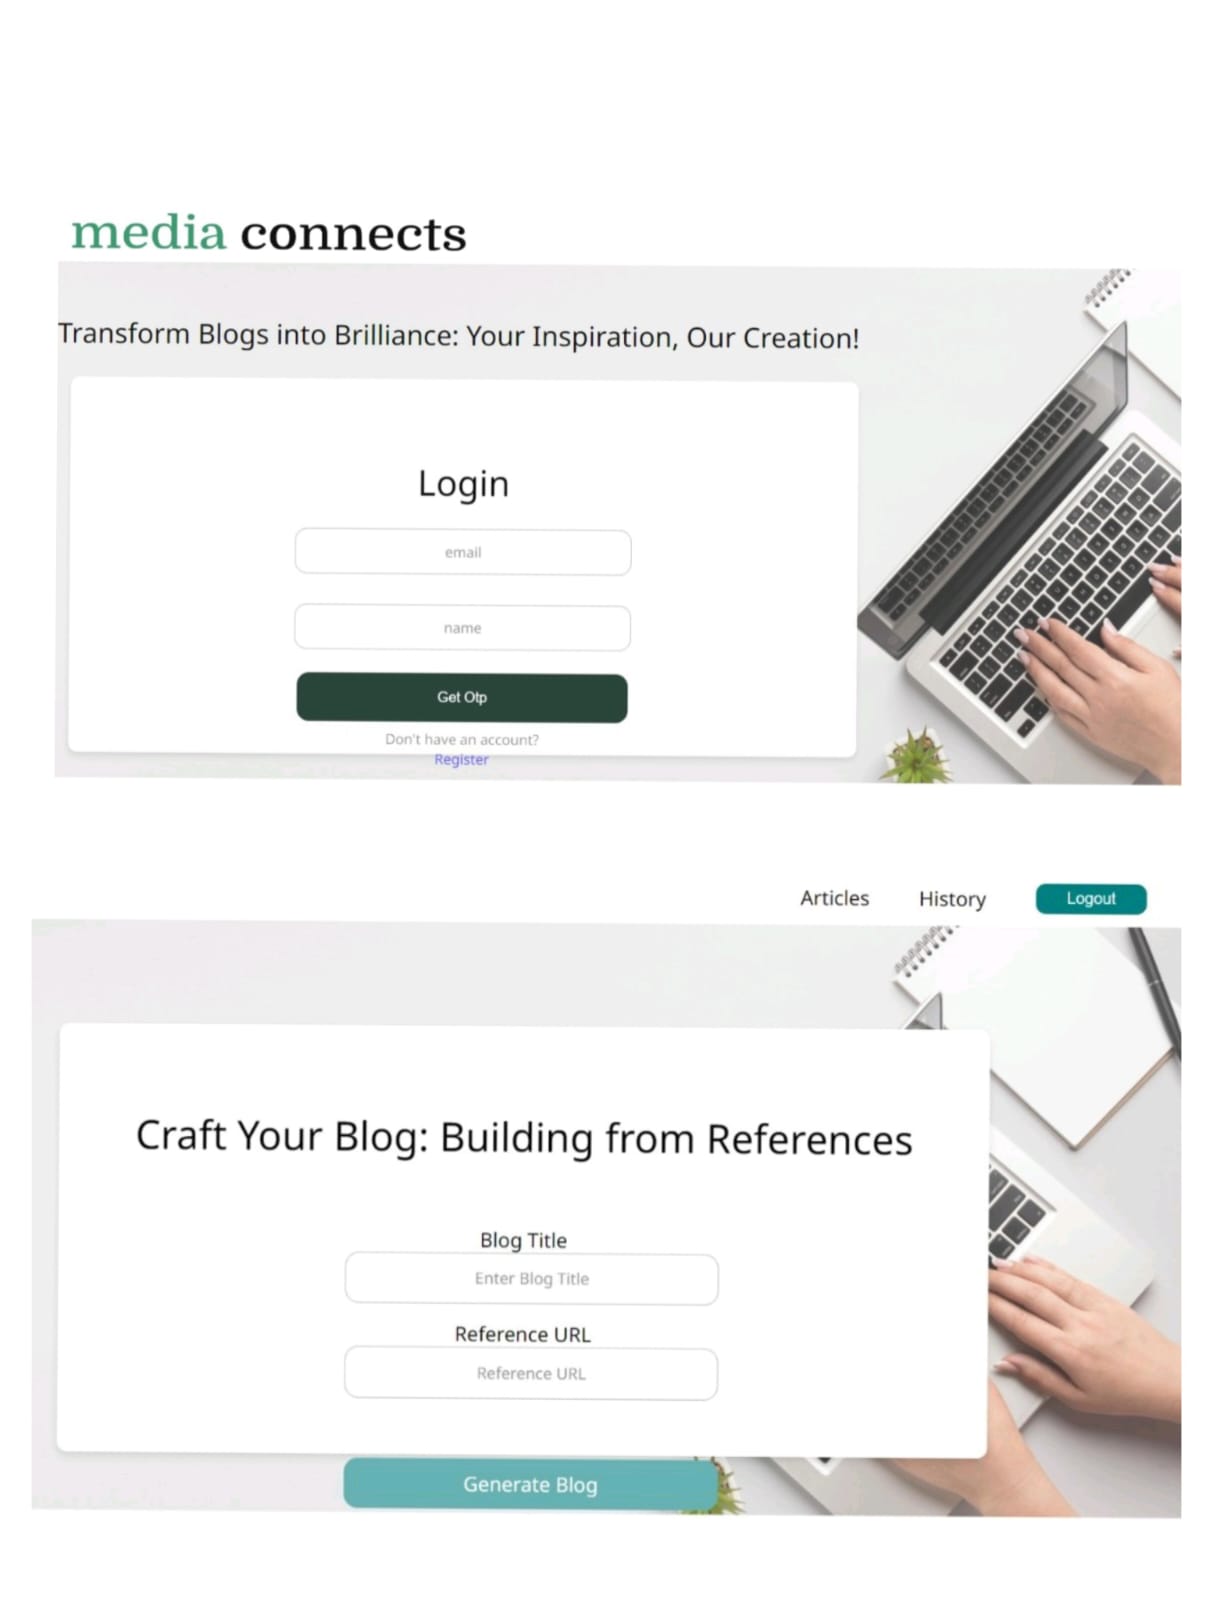 media connects
Transform Blogs into Brilliance: Your Inspiration, Our Creation!
Login
email
name
Get Otp
Don't have an account?
Register
Articles History Logout
Craft Your Blog: Building from References
Blog Title
Enter Blog Title
Reference URL
Reference URL
Generate Blog